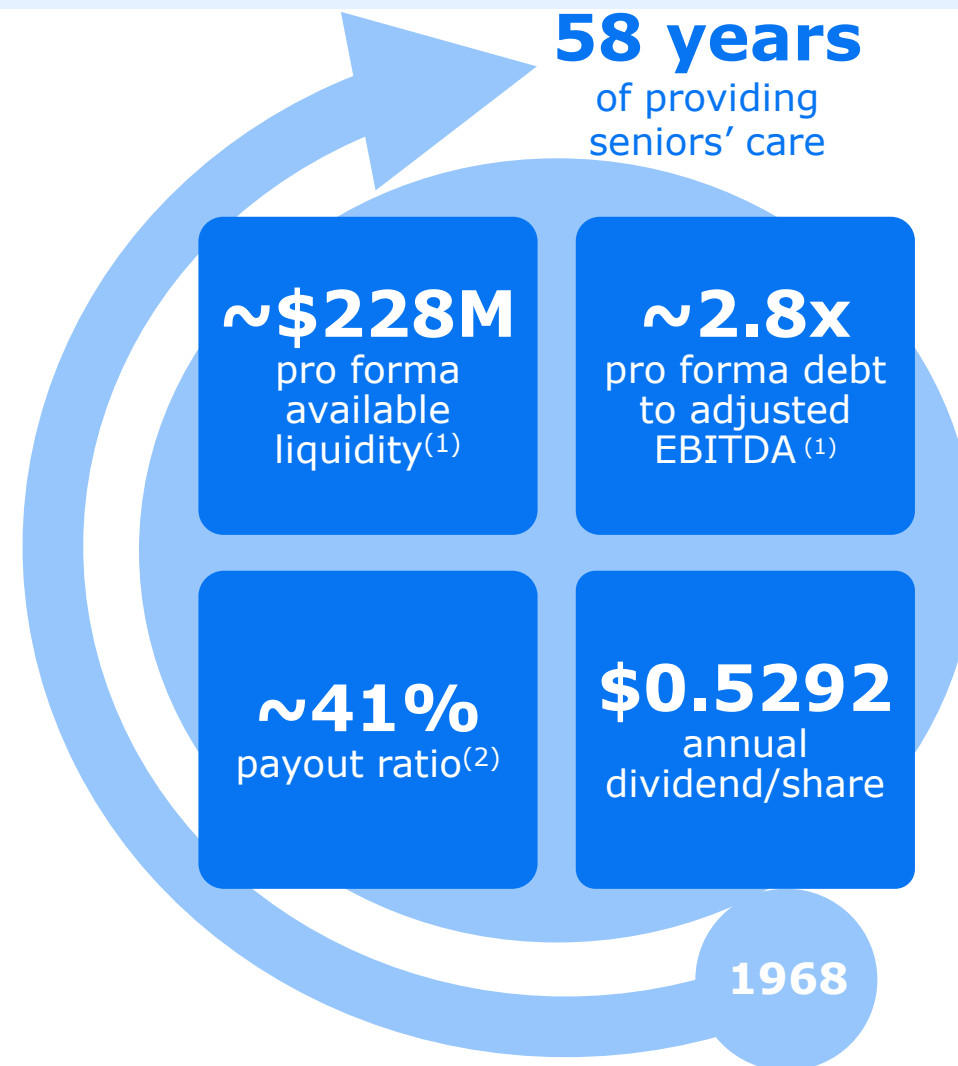 58 years
of providing
seniors’ care
~$228M
pro forma
available
liquidity(1)
~2.8x
pro forma debt
to adjusted
EBITDA (1)
~41%
payout ratio(2)
$0.5292
annual
dividend/share
1968